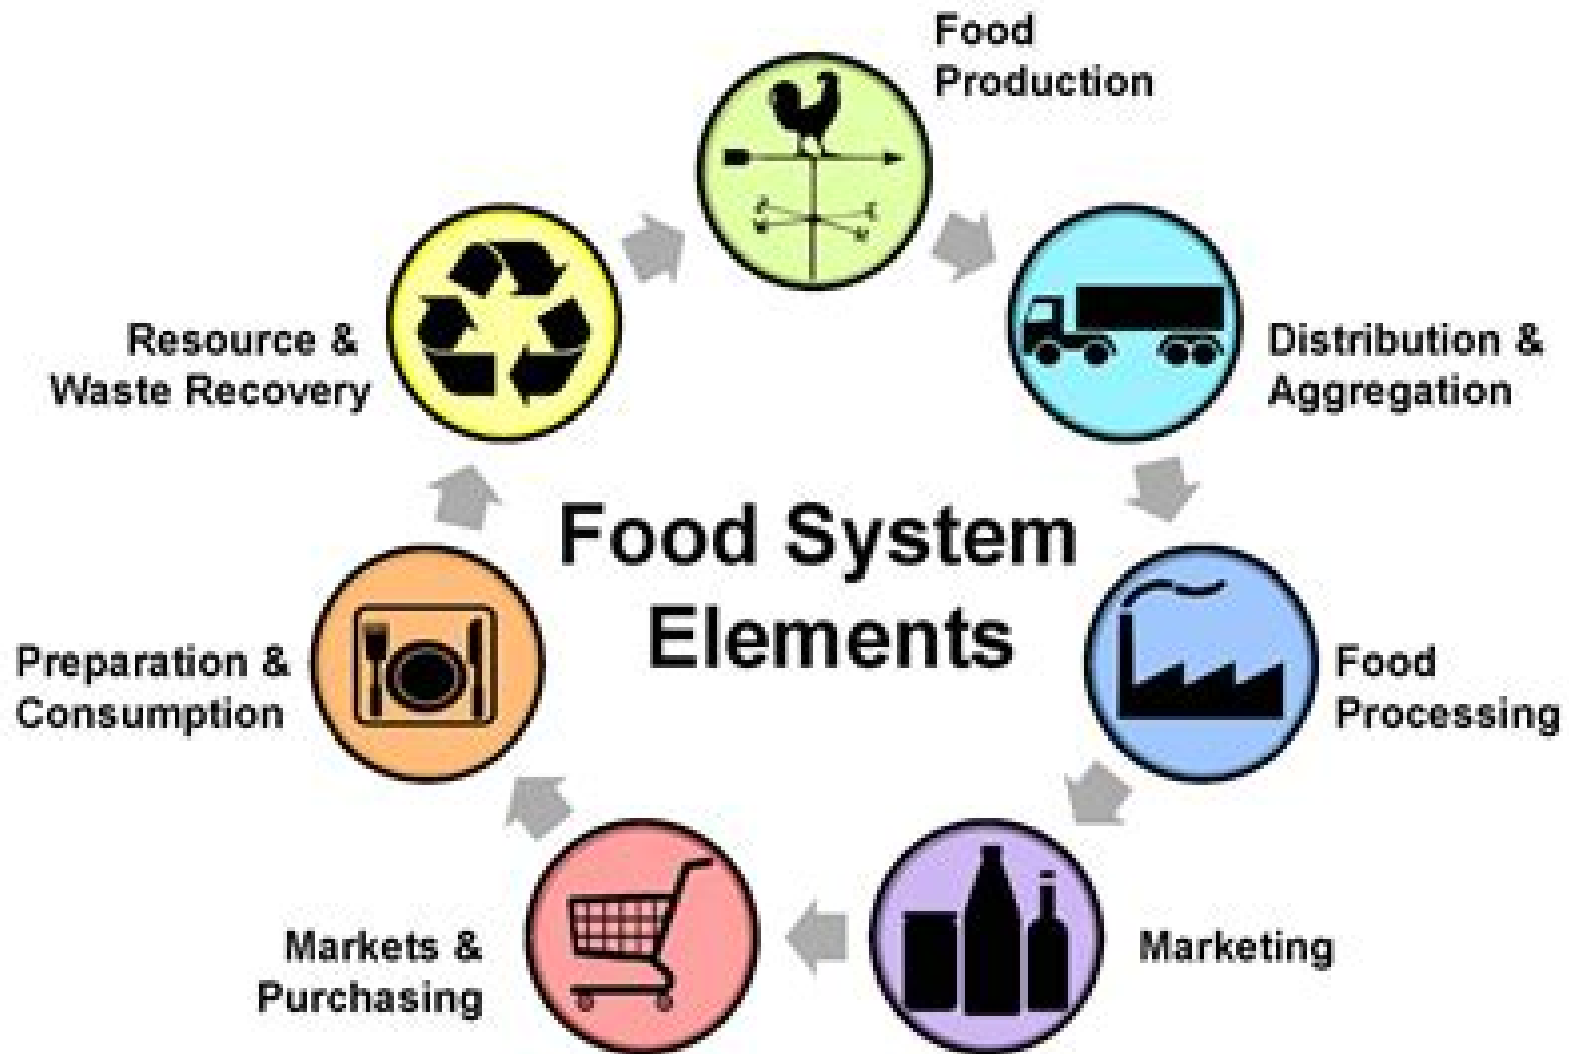 Food
Production
Distribution &
Aggregation
Food
Processing
Marketing
Markets &
Purchasing
Preparation &
Consumption
Resource &
Waste Recovery
Food System
Elements